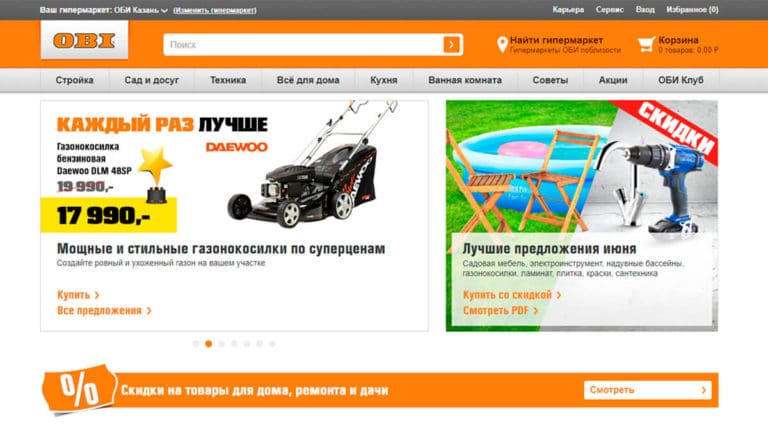 Ваш гипермаркет: ОБИ Казань (Изменить гипермаркет)
Карьера Сервис Вход Избранное (0)
OBI
Поиск
Найти гипермаркет
Гипермаркеты ОБИ поблизости
Корзина
0 товаров: 0,00 Р
Стройка Сад и досуг Техника Всё для дома Кухня Ванная комната Советы Акции ОБИ Клуб
КАЖДЫЙ РАЗ ЛУЧШЕ
Газонокосилка
бензиновая
Daewoo DLM 48SP
DAEWOO
19 990,-
17 990,-
Мощные и стильные газонокосилки по суперценам
Создайте ровный и ухоженный газон на вашем участке
Купить
Все предложения
СКИДКИ
Лучшие предложения июня
Садовая мебель, электроинструмент, надувные бассейны,
газонокосилки, ламинат, плитка, краски, сантехника
Купить со скидкой
Смотреть PDF
%
Скидки на товары для дома, ремонта и дачи
Смотреть